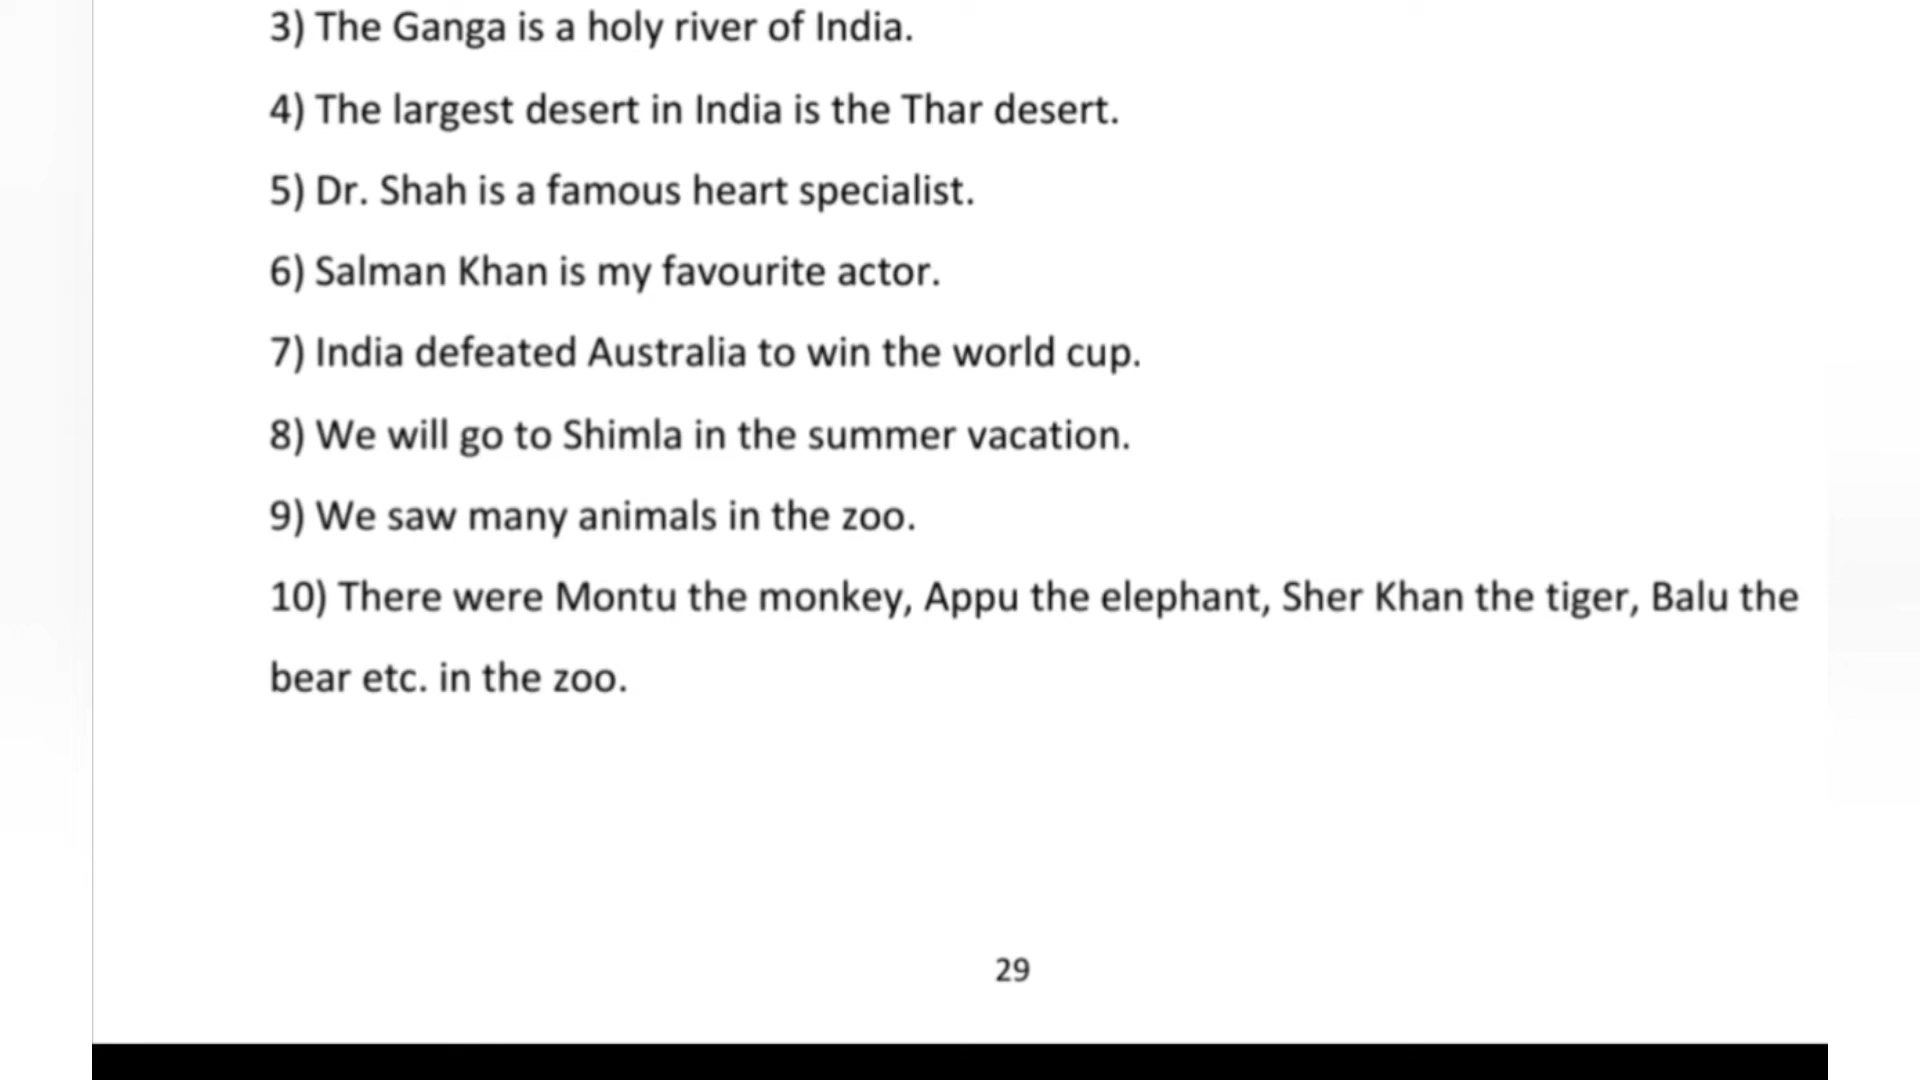 3) The Ganga is a holy river of India.
4) The largest desert in India is the Thar desert.
5) Dr. Shah is a famous heart specialist.
6) Salman Khan is my favourite actor.
7) India defeated Australia to win the world cup.
8) We will go to Shimla in the summer vacation.
9) We saw many animals in the zoo.
10) There were Montu the monkey, Appu the elephant, Sher Khan the tiger, Balu the
bear etc. in the zoo.
29